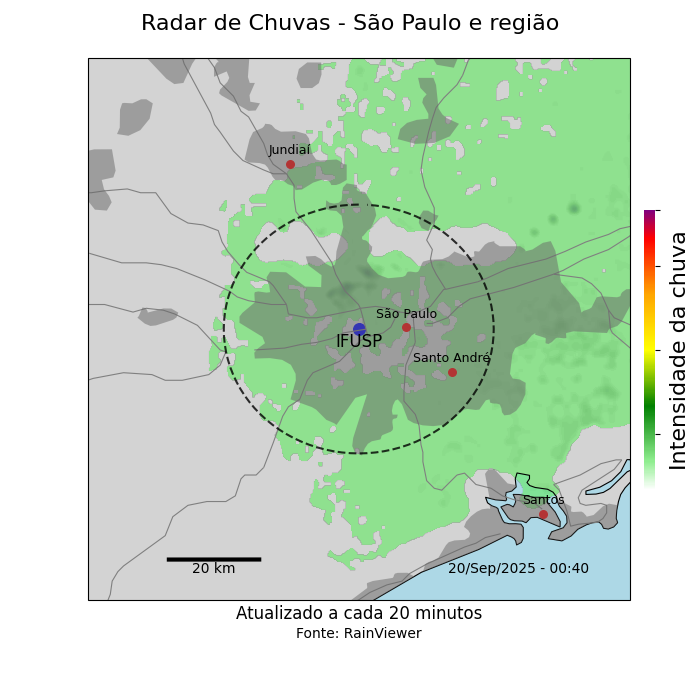 Radar de Chuvas - São Paulo e região
Jundiaí
São Paulo
IFUSP
Santo André
Santos
20 km
20/Sep/2025 - 00:40
Intensidade da chuva
Atualizado a cada 20 minutos
Fonte: RainViewer